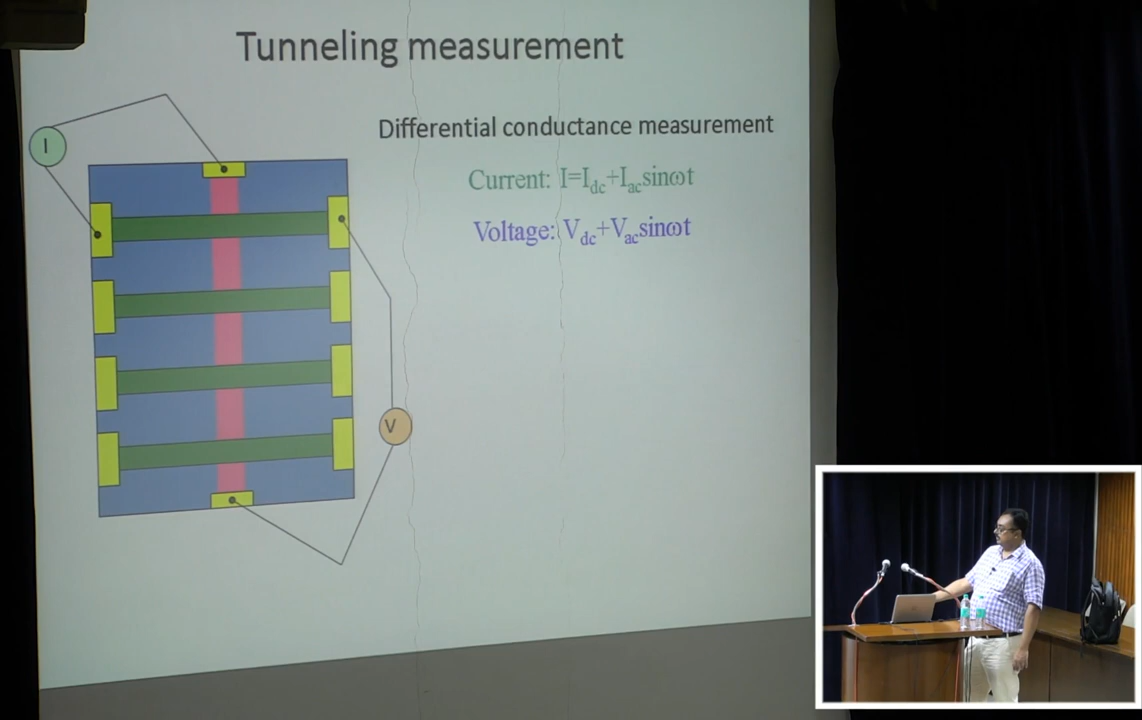 Tunneling measurement
Differential conductance measurement
Current: I=I_dc+I_ac sinωt
Voltage: V_dc+V_ac sinωt
I
V